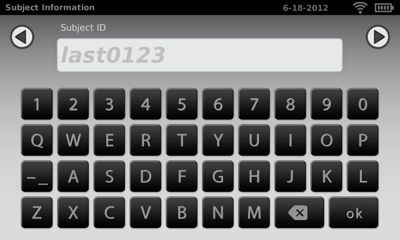 Subject Information 6-18-2012
Subject ID
last0123
1 2 3 4 5 6 7 8 9 0
Q W E R T Y U I O P
–_ A S D F G H J K L
Z X C V B N M ok